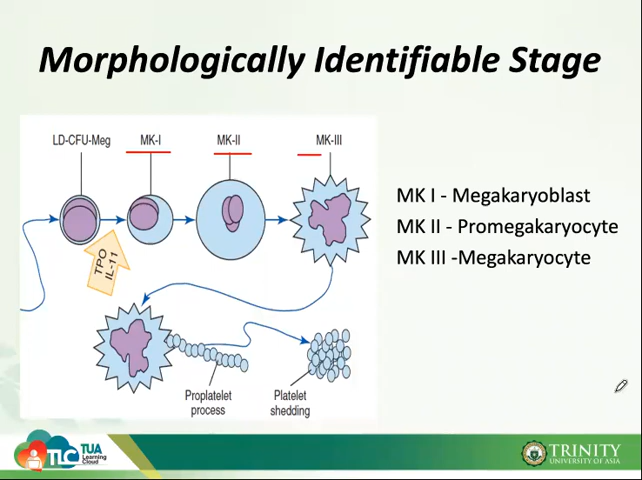 Morphologically Identifiable Stage
LD-CFU-Meg
MK-I
MK-II
MK-III
TPO
IL-11
MK I - Megakaryoblast
MK II - Promegakaryocyte
MK III -Megakaryocyte
Proplatelet
process
Platelet
shedding
TLC
TUA
Learning
Cloud
TRINITY
UNIVERSITY OF ASIA